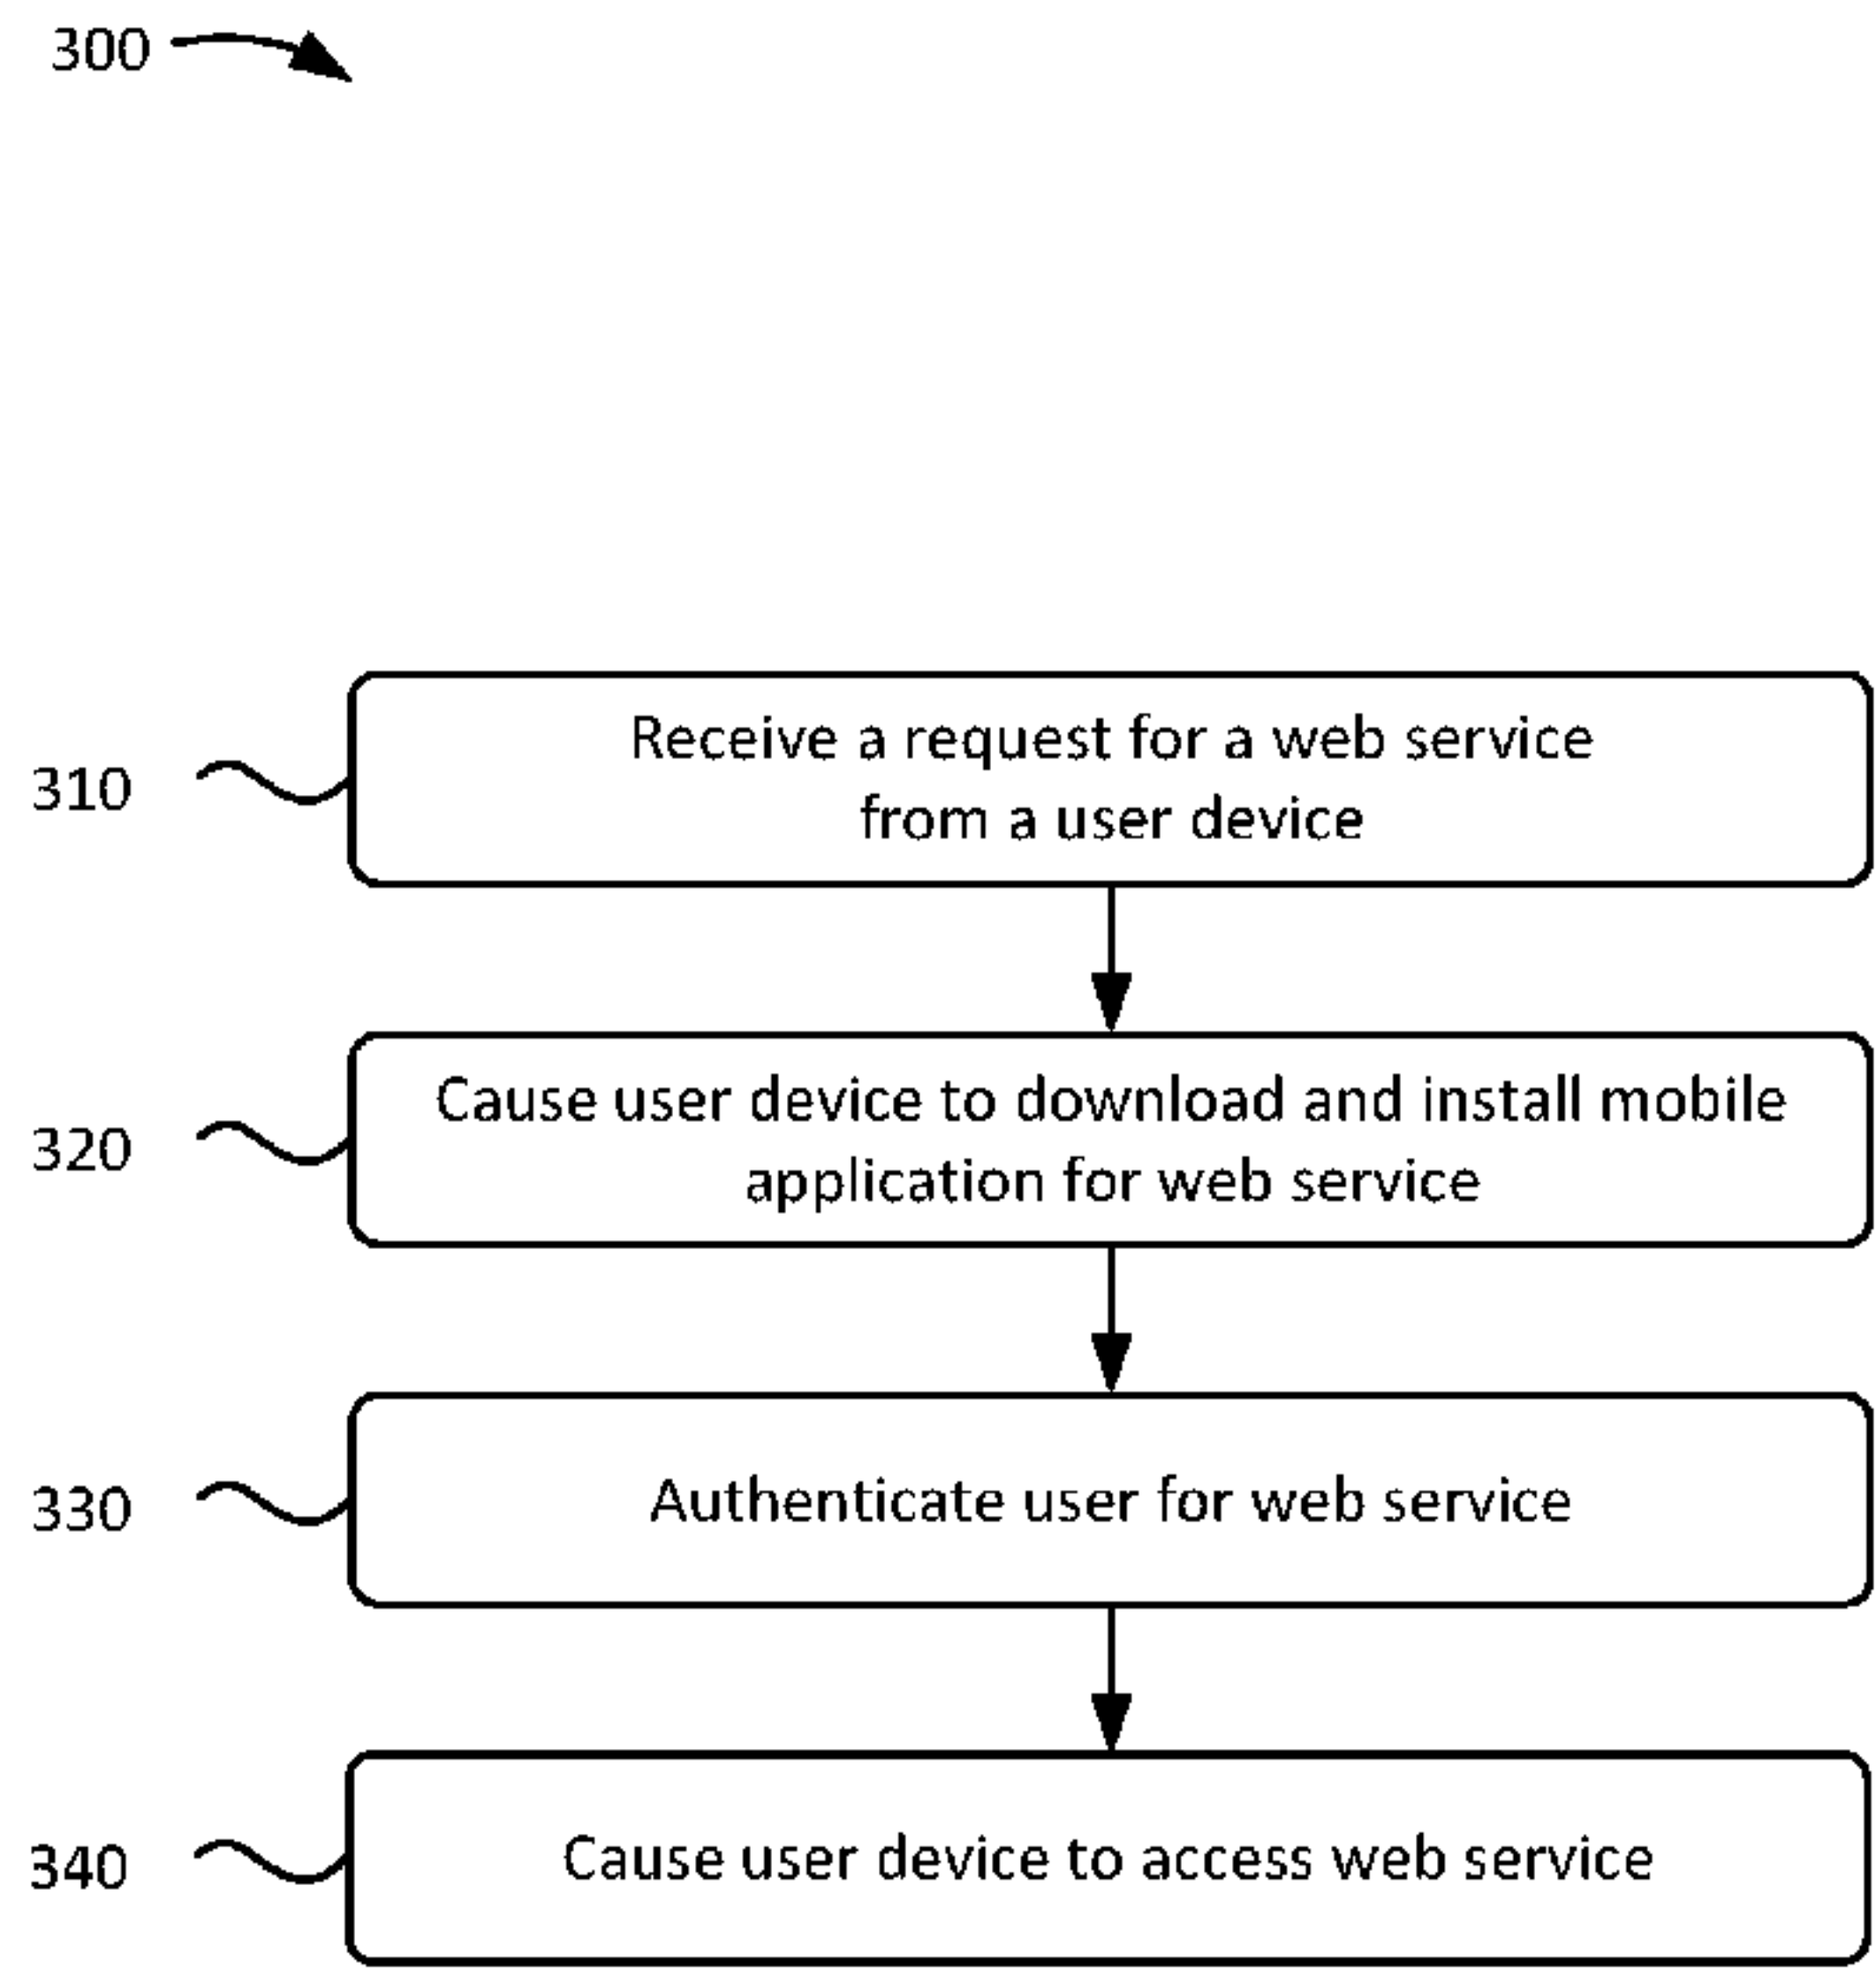 300
310
Receive a request for a web service
from a user device
320
Cause user device to download and install mobile
application for web service
330
Authenticate user for web service
340
Cause user device to access web service